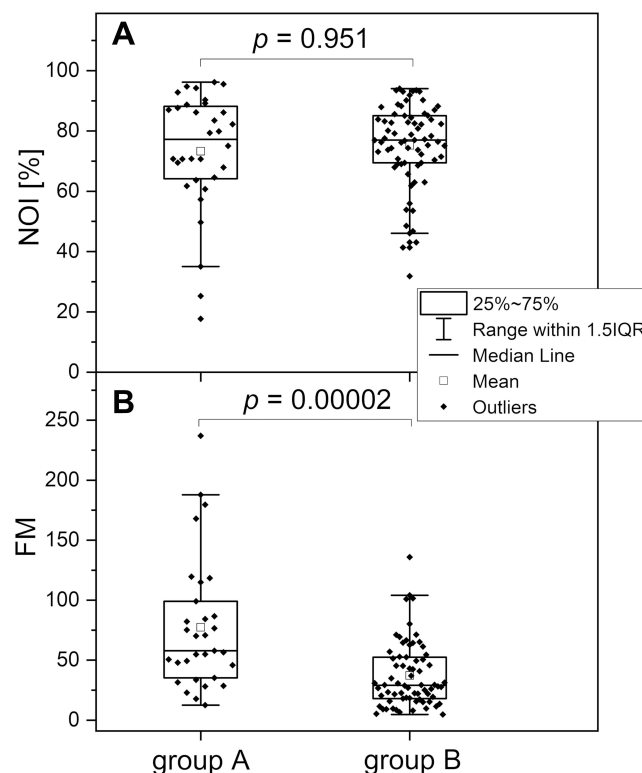 A
p = 0.951
100
80
60
40
20
0
NOI [%]
25%~75%
Range within 1.5IQR
Median Line
Mean
Outliers
B
p = 0.00002
250
200
150
100
50
0
FM
group A
group B